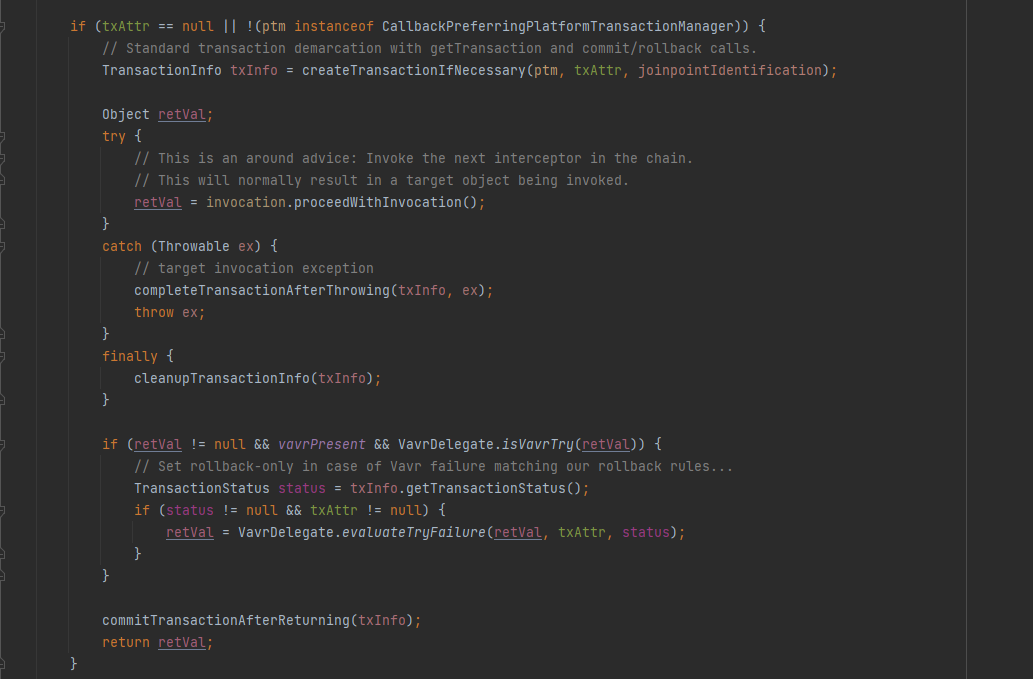 if (txAttr == null || !(ptm instanceof CallbackPreferringPlatformTransactionManager)) {
// Standard transaction demarcation with getTransaction and commit/rollback calls.
TransactionInfo txInfo = createTransactionIfNecessary(ptm, txAttr, joinpointIdentification);
Object retVal;
try {
// This is an around advice: Invoke the next interceptor in the chain.
// This will normally result in a target object being invoked.
retVal = invocation.proceedWithInvocation();
}
catch (Throwable ex) {
// target invocation exception
completeTransactionAfterThrowing(txInfo, ex);
throw ex;
}
finally {
cleanupTransactionInfo(txInfo);
}
if (retVal != null && vavrPresent && VavrDelegate.isVavrTry(retVal)) {
// Set rollback-only in case of Vavr failure matching our rollback rules...
TransactionStatus status = txInfo.getTransactionStatus();
if (status != null && txAttr != null) {
retVal = VavrDelegate.evaluateTryFailure(retVal, txAttr, status);
}
}
commitTransactionAfterReturning(txInfo);
return retVal;
}